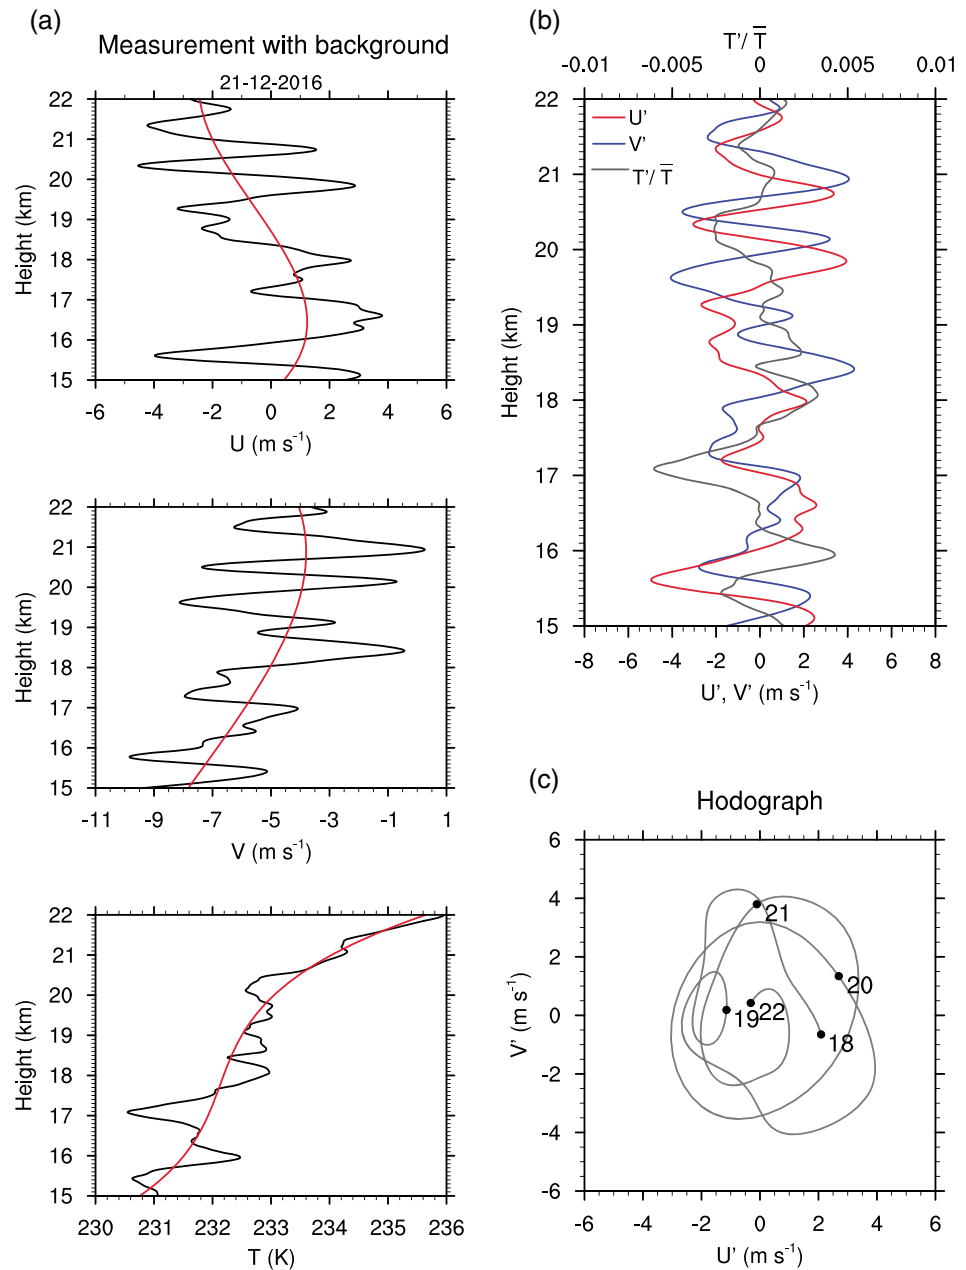 (a)
Measurement with background
21-12-2016
22
21
20
19
18
17
16
15
Height (km)
-6 -4 -2 0 2 4 6
U (m s-1)
22
21
20
19
18
17
16
15
Height (km)
-11 -9 -7 -5 -3 -1 1
V (m s-1)
22
21
20
19
18
17
16
15
Height (km)
230 231 232 233 234 235 236
T (K)
(b)
T'/ T
-0.01 -0.005 0 0.005 0.01
U'
V'
T'/ T
22
21
20
19
18
17
16
15
Height (km)
-8 -6 -4 -2 0 2 4 6 8
U', V' (m s-1)
(c)
Hodograph
6
4
2
0
-2
-4
-6
V' (m s-1)
21
20
19
22
18
-6 -4 -2 0 2 4 6
U' (m s-1)